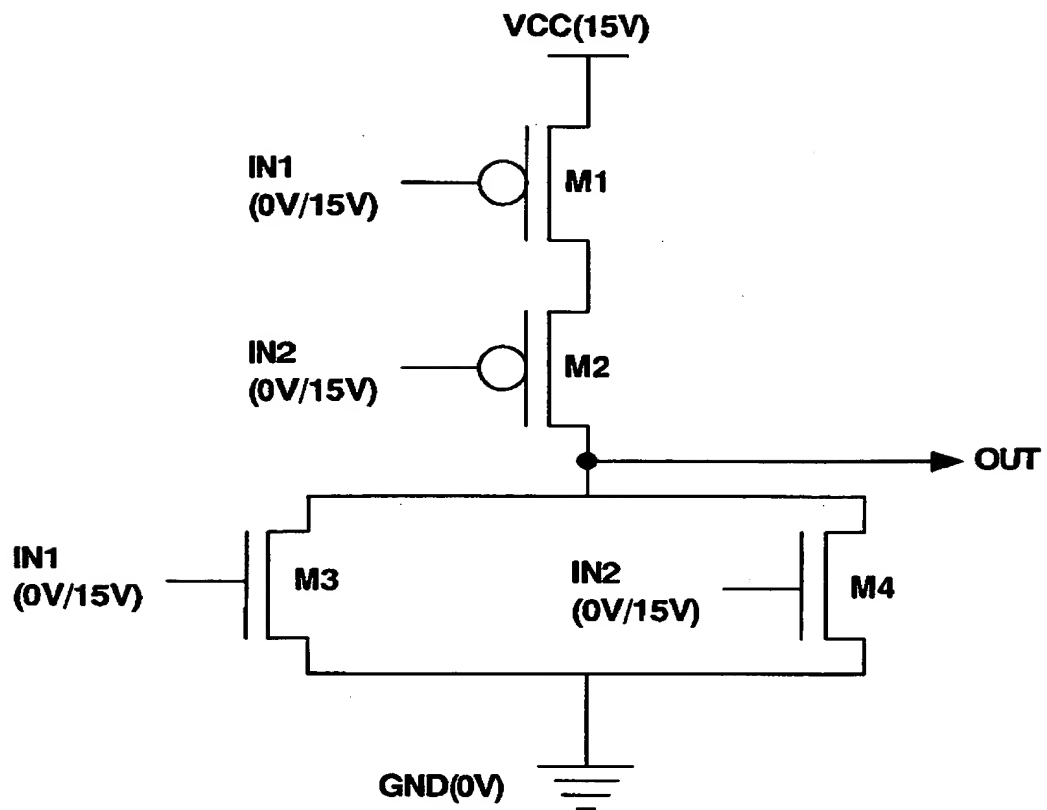 VCC(15V)
IN1
(0V/15V)
M1
IN2
(0V/15V)
M2
OUT
IN1
(0V/15V)
M3
IN2
(0V/15V)
M4
GND(0V)